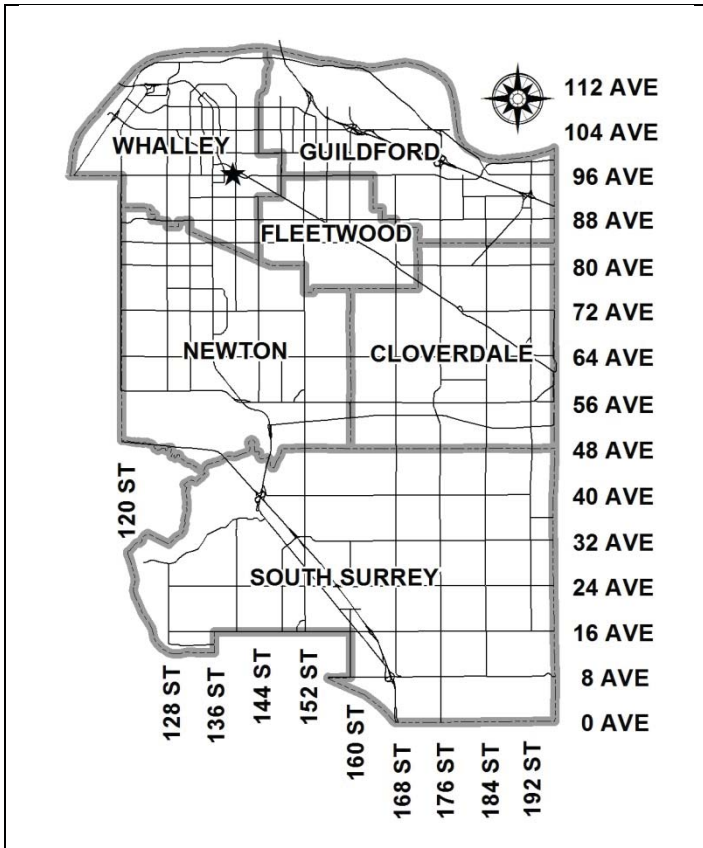 112 AVE
104 AVE
WHALLEY
GUILDFORD
96 AVE
88 AVE
FLEETWOOD
80 AVE
72 AVE
NEWTON
CLOVERDALE
64 AVE
56 AVE
48 AVE
120 ST
40 AVE
32 AVE
SOUTH SURREY
24 AVE
16 AVE
128 ST
136 ST
144 ST
152 ST
160 ST
8 AVE
0 AVE
168 ST
176 ST
184 ST
192 ST